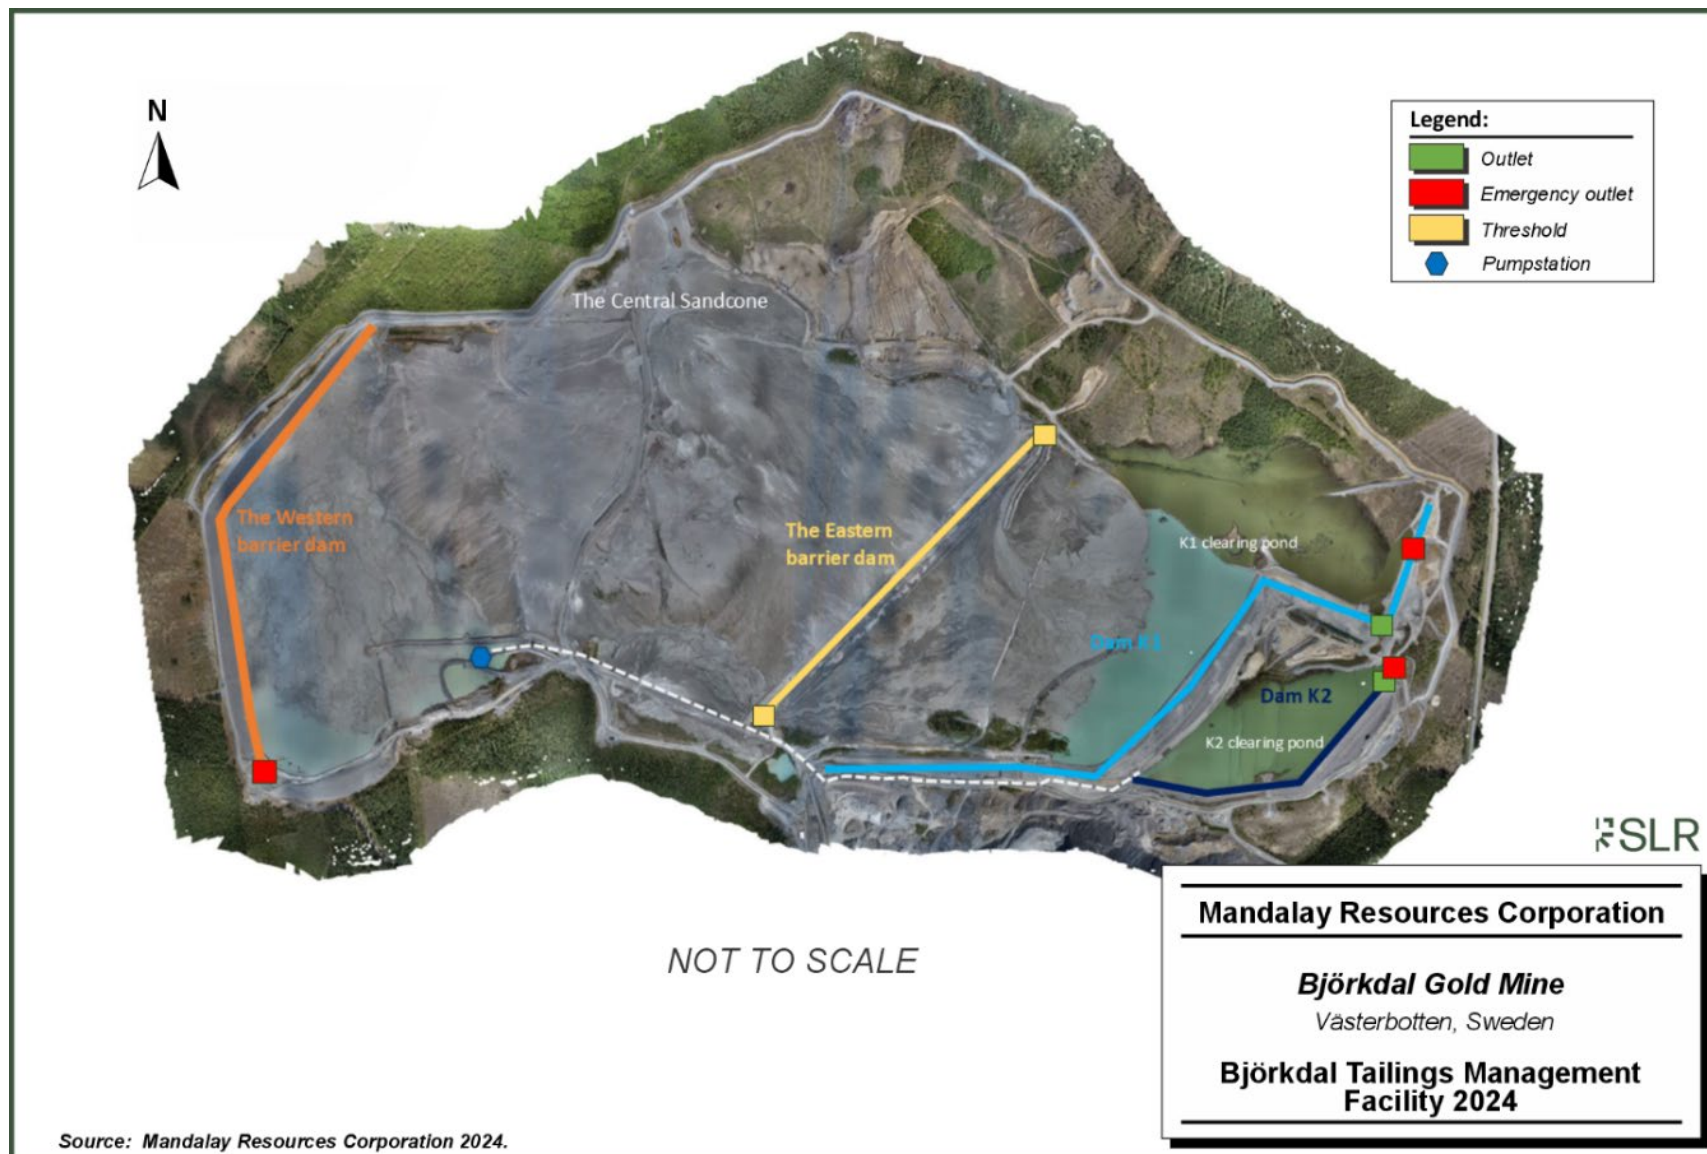 N
Legend:
Outlet
Emergency outlet
Threshold
Pumpstation
The Central Sandcone
The Western
barrier dam
The Eastern
barrier dam
K1 clearing pond
Dam K1
Dam K2
K2 clearing pond
SLR
NOT TO SCALE
Mandalay Resources Corporation
Björkdal Gold Mine
Västerbotten, Sweden
Björkdal Tailings Management
Facility 2024
Source: Mandalay Resources Corporation 2024.